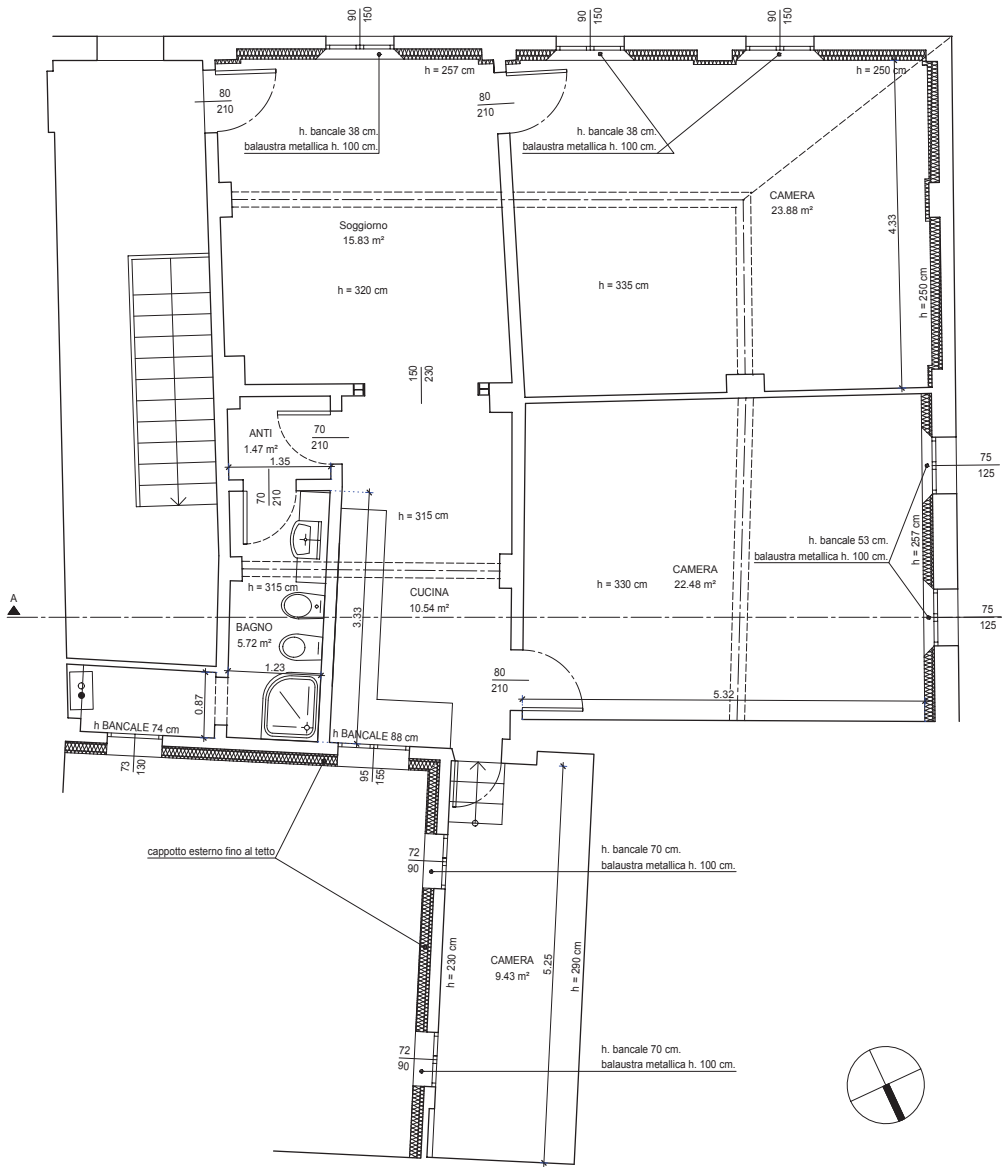 90
150
90
150
90
150
h = 257 cm
h = 250 cm
80
210
80
210
h. bancale 38 cm.
balaustra metallica h. 100 cm.
h. bancale 38 cm.
balaustra metallica h. 100 cm.
CAMERA
23.88 m²
Soggiorno
15.83 m²
4.33
h = 320 cm
h = 335 cm
h = 250 cm
150
230
ANTI
1.47 m²
70
210
1.35
70
210
75
125
h = 315 cm
h. bancale 53 cm.
balaustra metallica h. 100 cm.
h = 257 cm
CAMERA
22.48 m²
h = 330 cm
h = 315 cm
CUCINA
10.54 m²
A
3.33
BAGNO
5.72 m²
75
125
1.23
80
210
5.32
0.87
h BANCALE 74 cm
h BANCALE 88 cm
73
130
95
155
cappotto esterno fino al tetto
72
90
h. bancale 70 cm.
balaustra metallica h. 100 cm.
h = 230 cm
CAMERA
9.43 m²
5.25
h = 290 cm
72
90
h. bancale 70 cm.
balaustra metallica h. 100 cm.